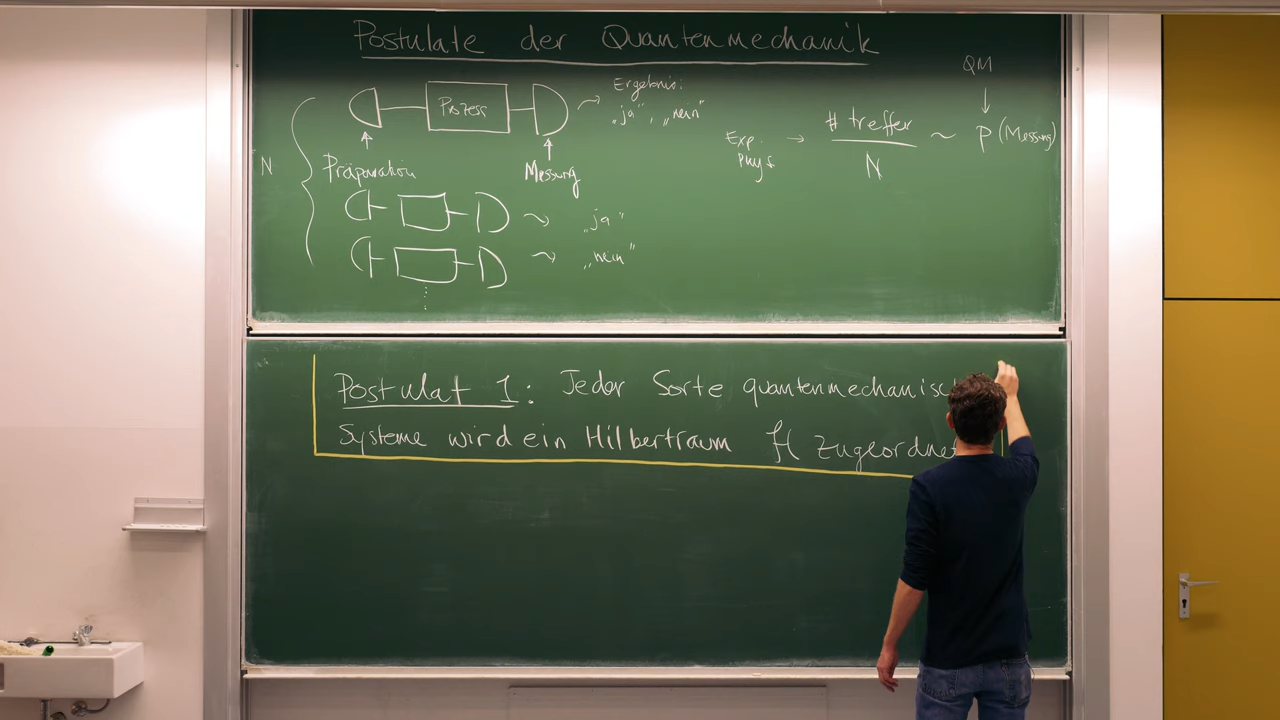 Postulate der Quantenmechanik
Prozess
Ergebnis:
„ja“, „nein“
N
Präparation
Messung
„ja“
„nein“
Exp.
Phys
# treffer
N
~
QM
P (Messung)
Postulat 1: Jeder Sorte quantenmechanisc
Systeme wird ein Hilbertraum H zugeordnet